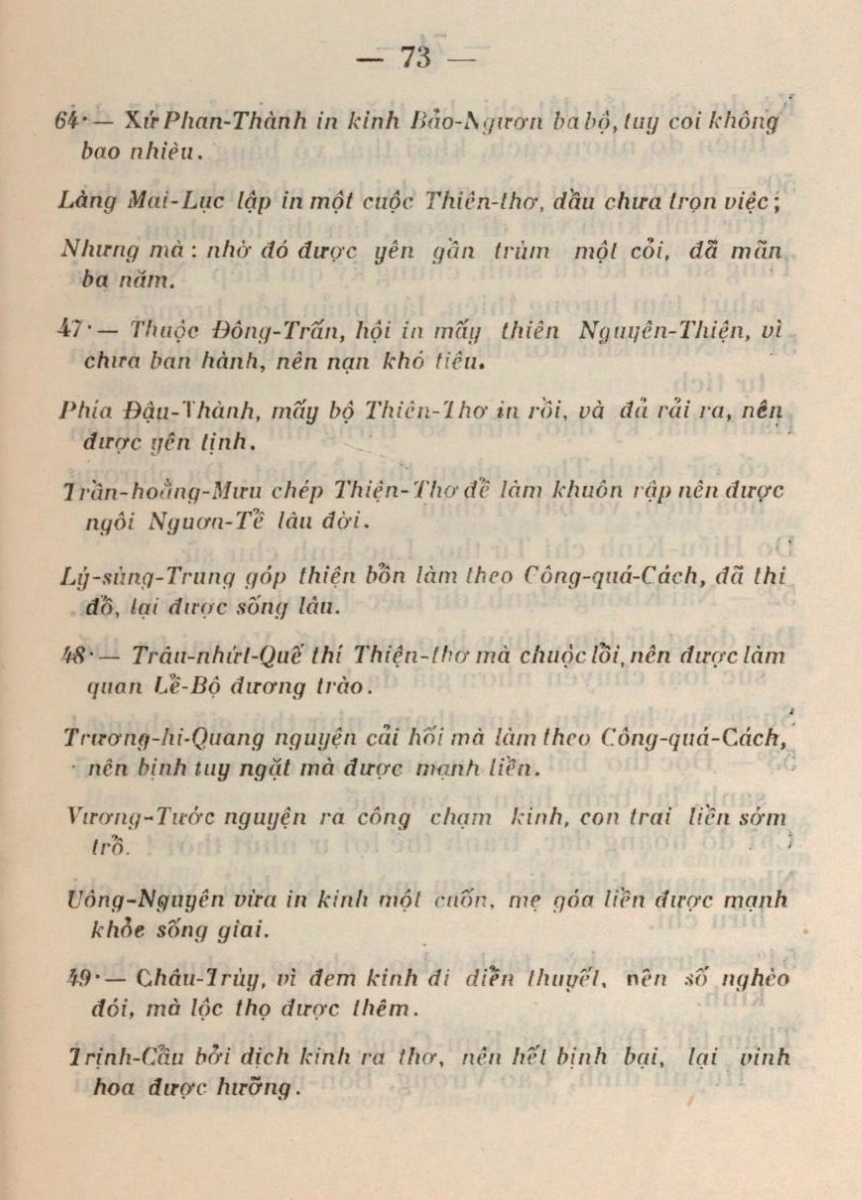 — 73 —
64·— Xứ Phan-Thành in kinh Bảo-Ngươn ba bộ, tuy coi không
bao nhiêu.
Làng Mai-Lục lập in một cuộc Thiên-thơ, dầu chưa trọn việc;
Nhưng mà: nhờ đó được yên gần trùm một cỏi, đã mãn
ba năm.
47·— Thuộc Đông-Trấn, hội in mấy thiên Nguyên-Thiện, vì
chưa ban hành, nên nạn khó tiêu.
Phía Đậu-Thành, mấy bộ Thiên-Thơ in rồi, và đả rải ra, nên
được yên tịnh.
Trần-hoằng-Mưu chép Thiện-Thơ để làm khuôn rập nên được
ngôi Nguơn-Tể lâu đời.
Lý-sùng-Trung góp thiện bổn làm theo Công-quá-Cách, đã thi
đổ, lại được sống lâu.
48·— Trâu-nhứt-Quế thí Thiện-thơ mà chuộc lỗi, nên được làm
quan Lễ-Bộ đương trào.
Trương-hi-Quang nguyện cải hối mà làm theo Công-quá-Cách,
nên bịnh tuy ngặt mà được mạnh liền.
Vương-Tước nguyện ra công chạm kinh, con trai liền sớm
trổ.
Uông-Nguyên vừa in kinh một cuốn, mẹ góa liền được mạnh
khỏe sống giai.
49·— Châu-Trùy, vì đem kinh đi diễn thuyết, nên số nghèo
đói, mà lộc thọ được thêm.
Trịnh-Cầu bởi dịch kinh ra thơ, nên hết bịnh bại, lại vinh
hoa được hưỡng.